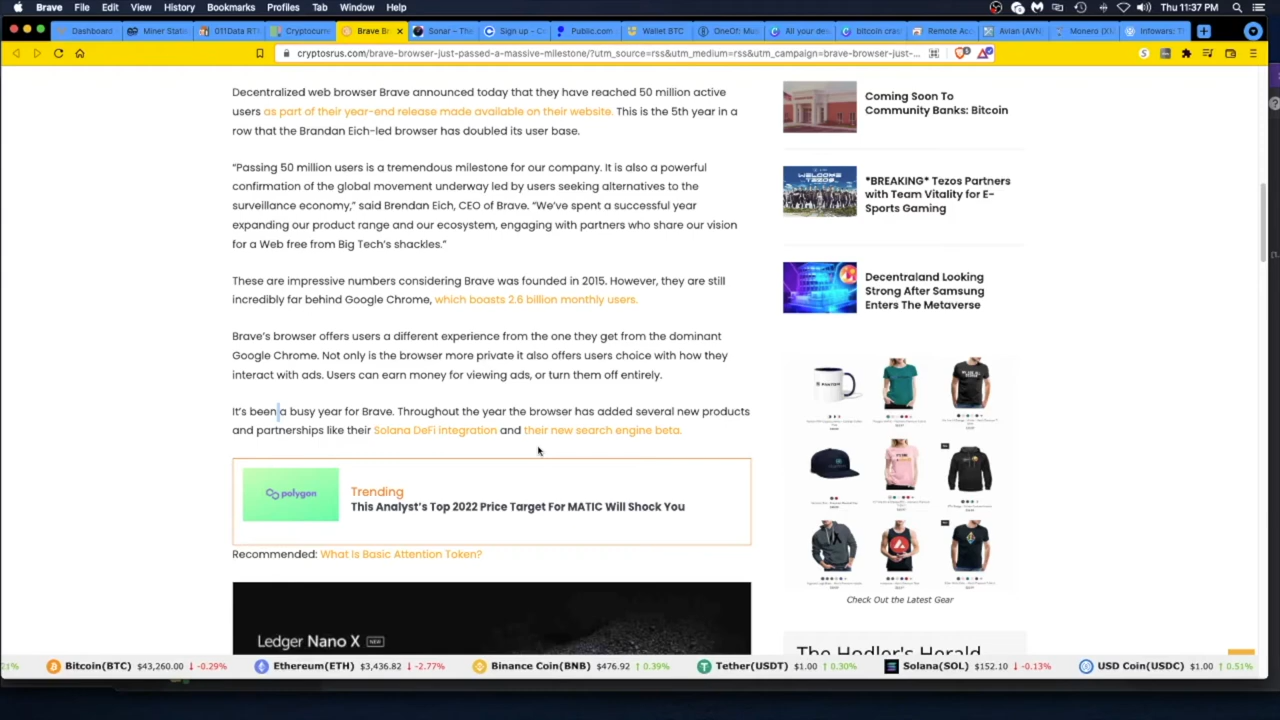 Brave File Edit View History Bookmarks Profiles Tab Window Help
Thu 11:37 PM
Dashboard
Miner Statis
011Data RTX
Cryptocurre
Brave Br
Sonar – The
Sign up - Co
Public.com
Wallet BTC
OneOf: Mus
All your dea
bitcoin cras
Remote Acc
Avian (AVN)
Monero (XM
Infowars: Th
cryptosrus.com/brave-browser-just-passed-a-massive-milestone/?utm_source=rss&utm_medium=rss&utm_campaign=brave-browser-just-...
Decentralized web browser Brave announced today that they have reached 50 million active
users as part of their year-end release made available on their website. This is the 5th year in a
row that the Brandan Eich-led browser has doubled its user base.
“Passing 50 million users is a tremendous milestone for our company. It is also a powerful
confirmation of the global movement underway led by users seeking alternatives to the
surveillance economy,” said Brendan Eich, CEO of Brave. “We’ve spent a successful year
expanding our product range and our ecosystem, engaging with partners who share our vision
for a Web free from Big Tech’s shackles.”
These are impressive numbers considering Brave was founded in 2015. However, they are still
incredibly far behind Google Chrome, which boasts 2.6 billion monthly users.
Brave’s browser offers users a different experience from the one they get from the dominant
Google Chrome. Not only is the browser more private it also offers users choice with how they
interact with ads. Users can earn money for viewing ads, or turn them off entirely.
It’s been a busy year for Brave. Throughout the year the browser has added several new products
and partnerships like their Solana DeFi integration and their new search engine beta.
polygon
Trending
This Analyst’s Top 2022 Price Target For MATIC Will Shock You
Recommended: What Is Basic Attention Token?
Ledger Nano X NEW
Coming Soon To
Community Banks: Bitcoin
WELCOME
TEZOS
*BREAKING* Tezos Partners
with Team Vitality for E-
Sports Gaming
Decentraland Looking
Strong After Samsung
Enters The Metaverse
PHANTOM
Check Out the Latest Gear
The Hodler’s Herald
21%
Bitcoin(BTC) $43,260.00 ↓ -0.29%
Ethereum(ETH) $3,436.82 ↓ -2.77%
Binance Coin(BNB) $476.92 ↑ 0.39%
Tether(USDT) $1.00 ↑ 0.30%
Solana(SOL) $152.10 ↓ -0.13%
USD Coin(USDC) $1.00 ↑ 0.51%